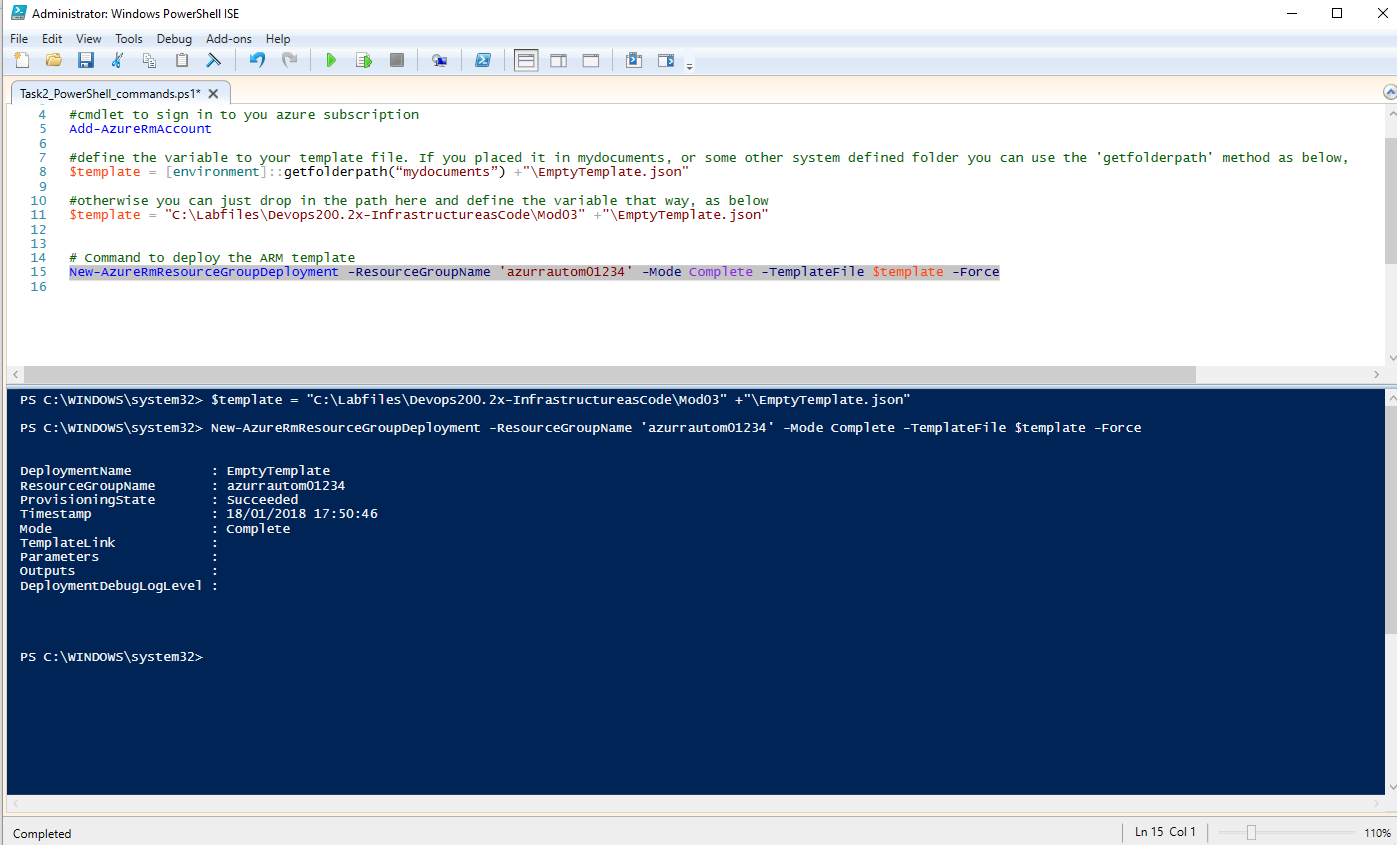 Administrator: Windows PowerShell ISE
File Edit View Tools Debug Add-ons Help
Task2_PowerShell_commands.ps1*
4 #cmdlet to sign in to you azure subscription
5 Add-AzureRmAccount
6
7 #define the variable to your template file. If you placed it in mydocuments, or some other system defined folder you can use the 'getfolderpath' method as below,
8 $template = [environment]::getfolderpath(“mydocuments”) +"\EmptyTemplate.json"
9
10 #otherwise you can just drop in the path here and define the variable that way, as below
11 $template = "C:\Labfiles\Devops200.2x-InfrastructureasCode\Mod03" +"\EmptyTemplate.json"
12
13
14 # Command to deploy the ARM template
15 New-AzureRmResourceGroupDeployment -ResourceGroupName 'azurrautom01234' -Mode Complete -TemplateFile $template -Force
16
PS C:\WINDOWS\system32> $template = "C:\Labfiles\Devops200.2x-InfrastructureasCode\Mod03" +"\EmptyTemplate.json"
PS C:\WINDOWS\system32> New-AzureRmResourceGroupDeployment -ResourceGroupName 'azurrautom01234' -Mode Complete -TemplateFile $template -Force
DeploymentName : EmptyTemplate
ResourceGroupName : azurrautom01234
ProvisioningState : Succeeded
Timestamp : 18/01/2018 17:50:46
Mode : Complete
TemplateLink :
Parameters :
Outputs :
DeploymentDebugLogLevel :
PS C:\WINDOWS\system32>
Completed Ln 15 Col 1 110%